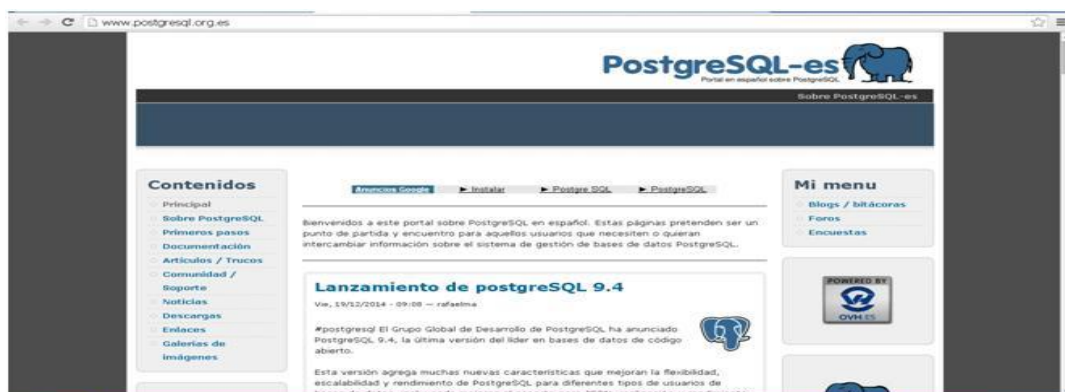 www.postgresql.org.es
PostgreSQL-es
Portal en español sobre PostgreSQL
Sobre PostgreSQL-es
Contenidos
Principal
Sobre PostgreSQL
Primeros pasos
Documentación
Artículos / Trucos
Comunidad /
Soporte
Noticias
Descargas
Enlaces
Galerías de
imágenes
Anuncios Google ► Instalar ► Postgre SQL ► PostgreSQL
Bienvenidos a este portal sobre PostgreSQL en español. Estas páginas pretenden ser un
punto de partida y encuentro para aquellos usuarios que necesiten o quieran
intercambiar información sobre el sistema de gestión de bases de datos PostgreSQL.
Lanzamiento de postgreSQL 9.4
Vie, 19/12/2014 - 09:08 — rafaelma
#postgresql El Grupo Global de Desarrollo de PostgreSQL ha anunciado
PostgreSQL 9.4, la última versión del líder en bases de datos de código
abierto.
Esta versión agrega muchas nuevas características que mejoran la flexibilidad,
escalabilidad y rendimiento de PostgreSQL para diferentes tipos de usuarios de
Mi menu
Blogs / bitácoras
Foros
Encuestas
POWERED BY
OVH.ES